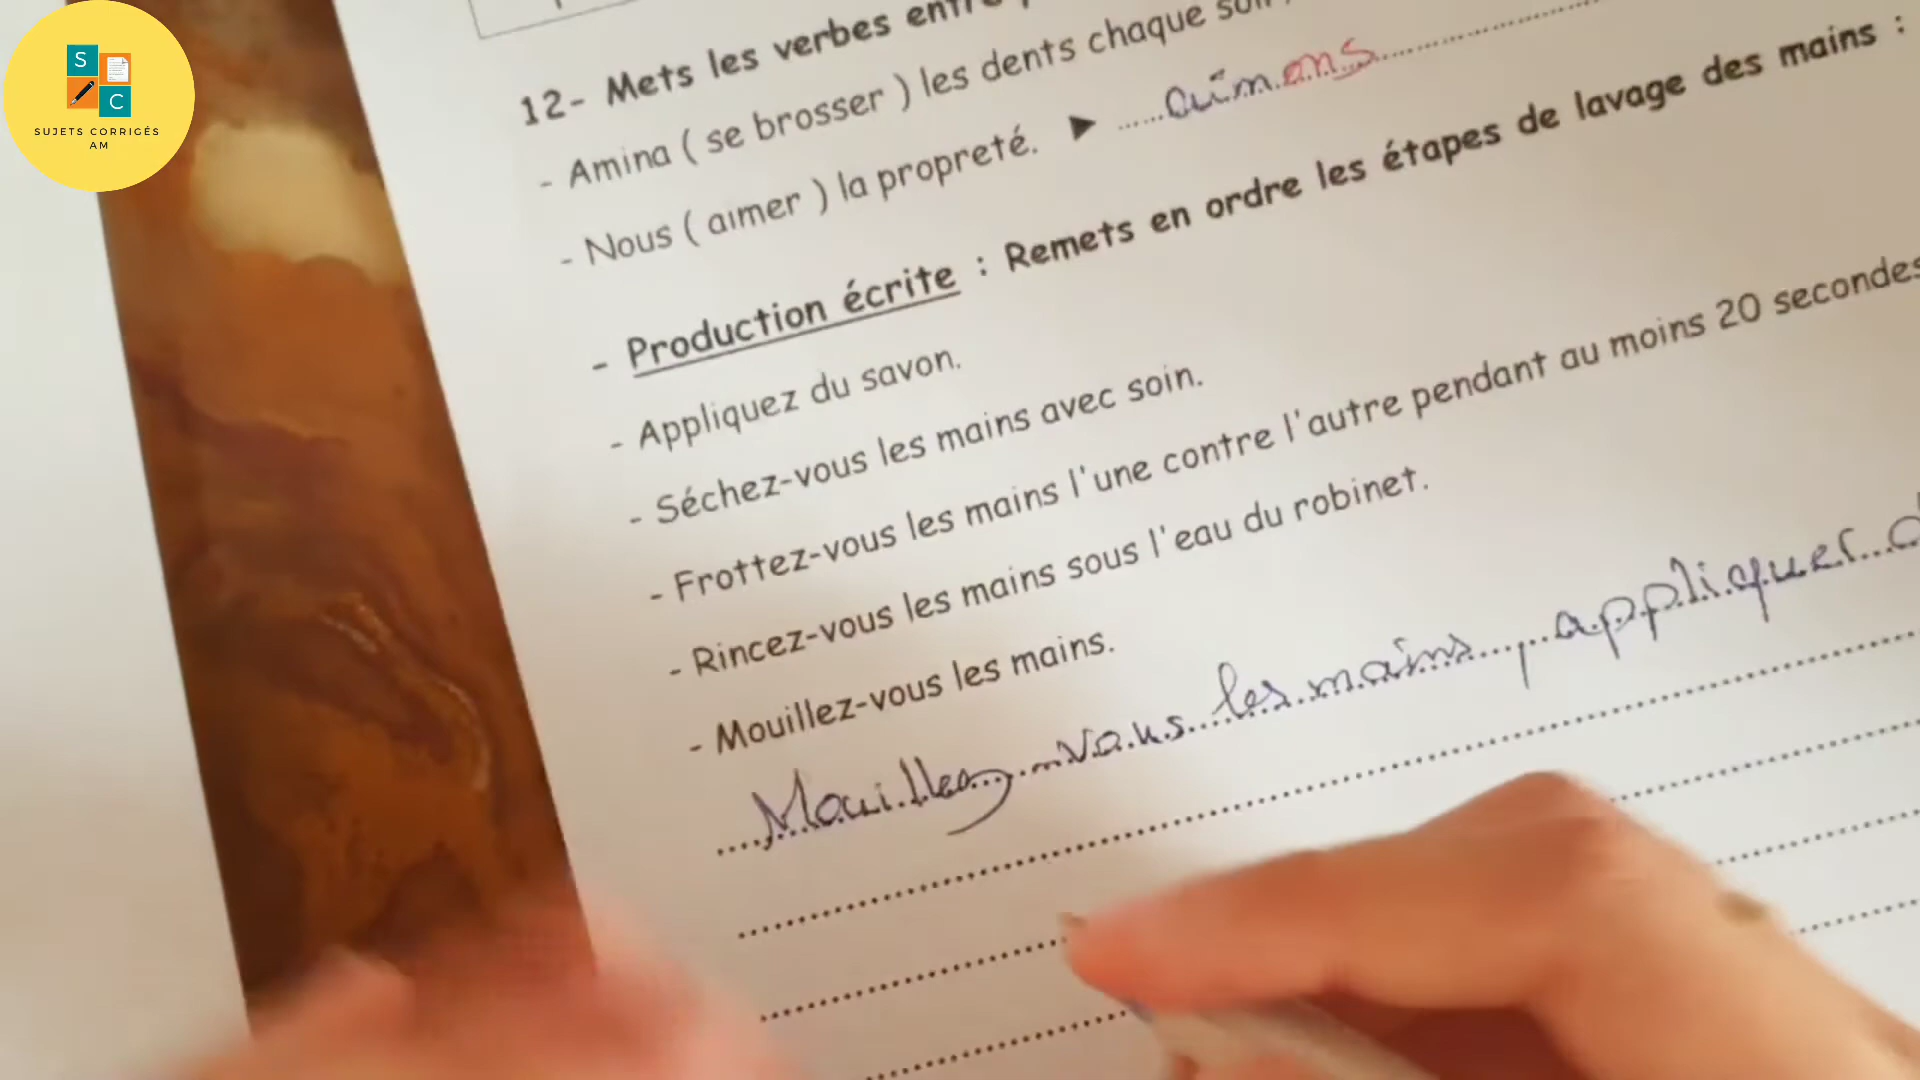 S
C
SUJETS CORRIGÉS
AM
12- Mets les verbes
- Amina ( se brosser ) les dents chaque
- Nous ( aimer ) la propreté. ► ......aimons..................
- Production écrite : Remets en ordre les étapes de lavage des mains :
- Appliquez du savon.
- Séchez-vous les mains avec soin.
- Frottez-vous les mains l'une contre l'autre pendant au moins 20 secondes
- Rincez-vous les mains sous l'eau du robinet.
- Mouillez-vous les mains.
Mouillez-vous les mains, appliquer